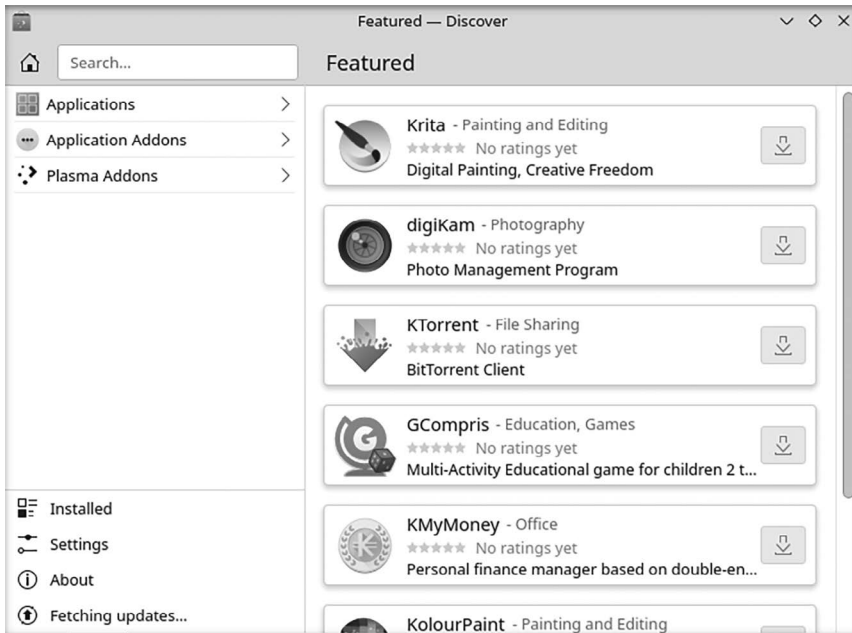 Featured — Discover
Search...
Featured
Applications
Application Addons
Plasma Addons
Krita - Painting and Editing
No ratings yet
Digital Painting, Creative Freedom
digiKam - Photography
No ratings yet
Photo Management Program
KTorrent - File Sharing
No ratings yet
BitTorrent Client
G
GCompris - Education, Games
No ratings yet
Multi-Activity Educational game for children 2 t...
KMyMoney - Office
No ratings yet
Personal finance manager based on double-en...
KolourPaint - Painting and Editing
Installed
Settings
About
Fetching updates...